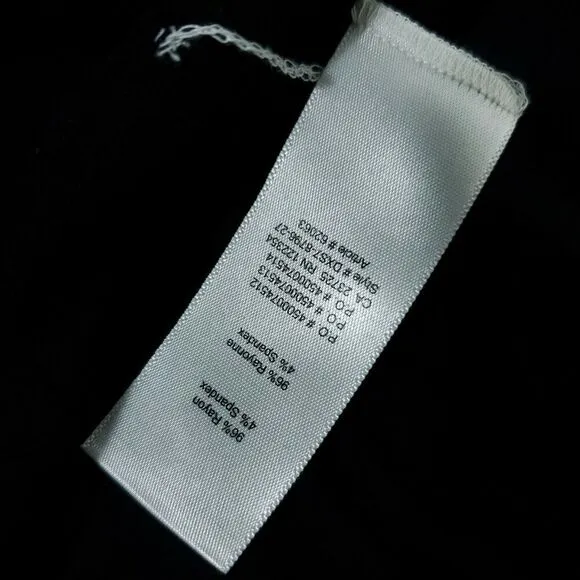 96% Rayon
4% Spandex
96% Rayonne
4% Spandex
P.O. # 4500074512
P.O. # 4500074513
P.O. # 4500074514
CA 23725 RN 122354
Style # DXS7-8796-27
Article # 62063